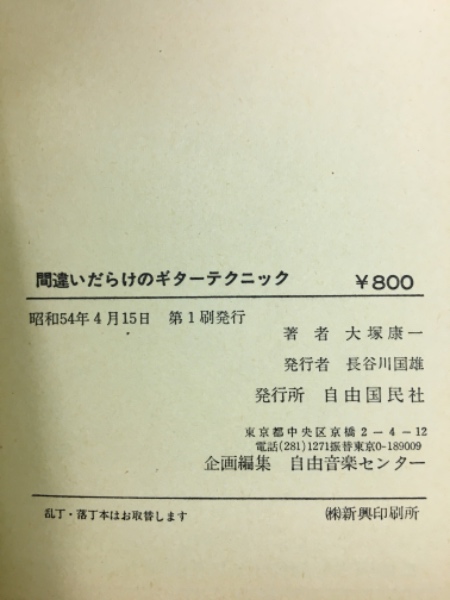 間違いだらけのギターテクニック ¥800
昭和54年4月15日 第1刷発行
著者 大塚康一
発行者 長谷川国雄
発行所 自由国民社
東京都中央区京橋2-4-12
電話(281)1271振替東京0-189009
企画編集 自由音楽センター
乱丁・落丁本はお取替します ㈱新興印刷所